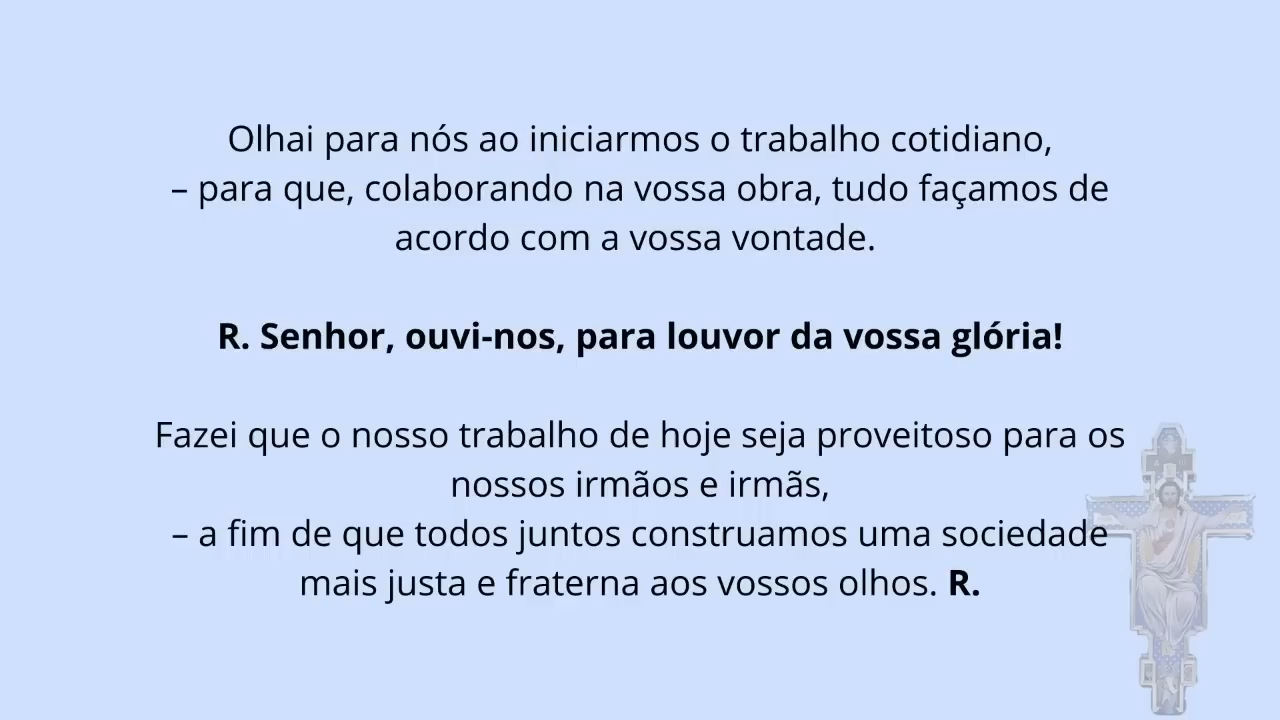 Olhai para nós ao iniciarmos o trabalho cotidiano,
– para que, colaborando na vossa obra, tudo façamos de
acordo com a vossa vontade.
R. Senhor, ouvi-nos, para louvor da vossa glória!
Fazei que o nosso trabalho de hoje seja proveitoso para os
nossos irmãos e irmãs,
– a fim de que todos juntos construamos uma sociedade
mais justa e fraterna aos vossos olhos. R.